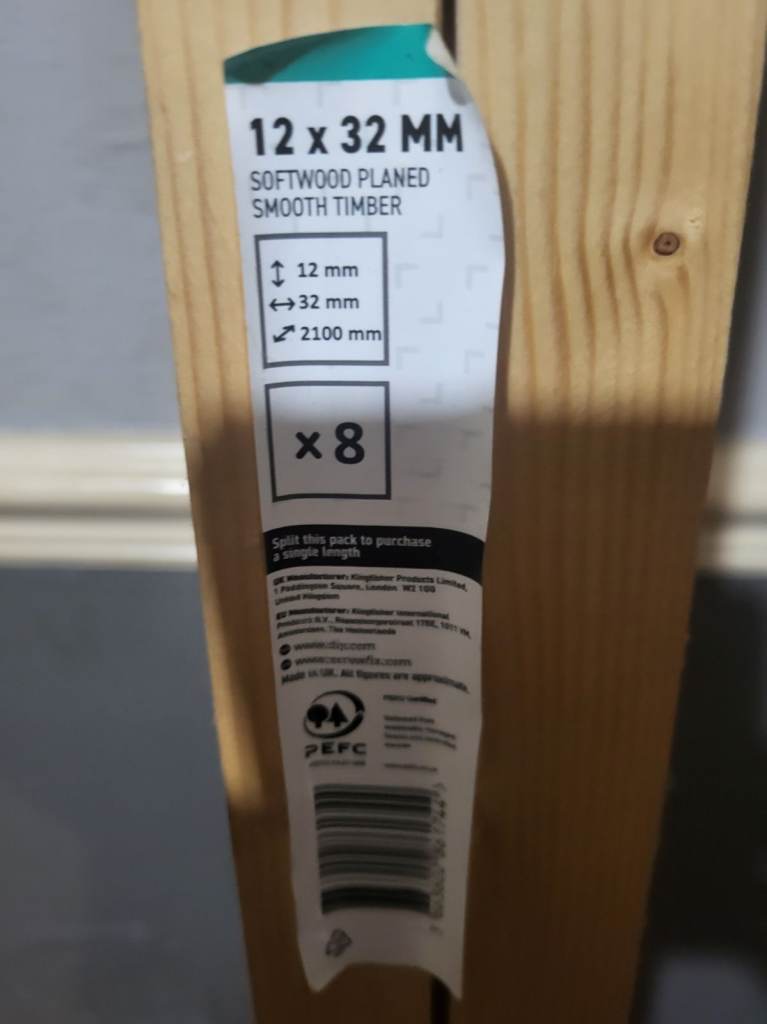 12 x 32 MM
SOFTWOOD PLANED
SMOOTH TIMBER
12 mm
32 mm
2100 mm
x 8
Split this pack to purchase
a single length
UK Manufacturer: Kingfisher Products Limited,
1 Paddington Square, London W2 1GG
United Kingdom
EU Manufacturer: Kingfisher International
Products B.V.,
Amsterdam, The Netherlands
www.diy.com
www.screwfix.com
Made in UK. All figures are approximate.
PEFC